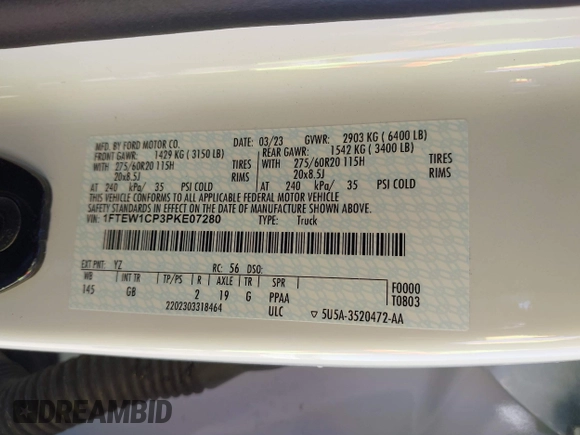 MFD. BY FORD MOTOR CO.
DATE: 03/23 GVWR: 2903 KG ( 6400 LB)
FRONT GAWR: 1429 KG ( 3150 LB) REAR GAWR: 1542 KG ( 3400 LB)
WITH 275/60R20 115H TIRES WITH 275/60R20 115H TIRES
20x8.5J RIMS 20x8.5J RIMS
AT 240 kPa/ 35 PSI COLD AT 240 kPa/ 35 PSI COLD
THIS VEHICLE CONFORMS TO ALL APPLICABLE FEDERAL MOTOR VEHICLE
SAFETY STANDARDS IN EFFECT ON THE DATE OF MANUFACTURE SHOWN ABOVE.
VIN: 1FTEW1CP3PKE07280 TYPE: Truck
EXT PNT: YZ RC: 56 DSO:
WB INT TR TP/PS R AXLE TR SPR F0000
145 GB 2 19 G PPAA T0803
2202303318464 ULC ▽ 5U5A-3520472-AA
DREAMBID